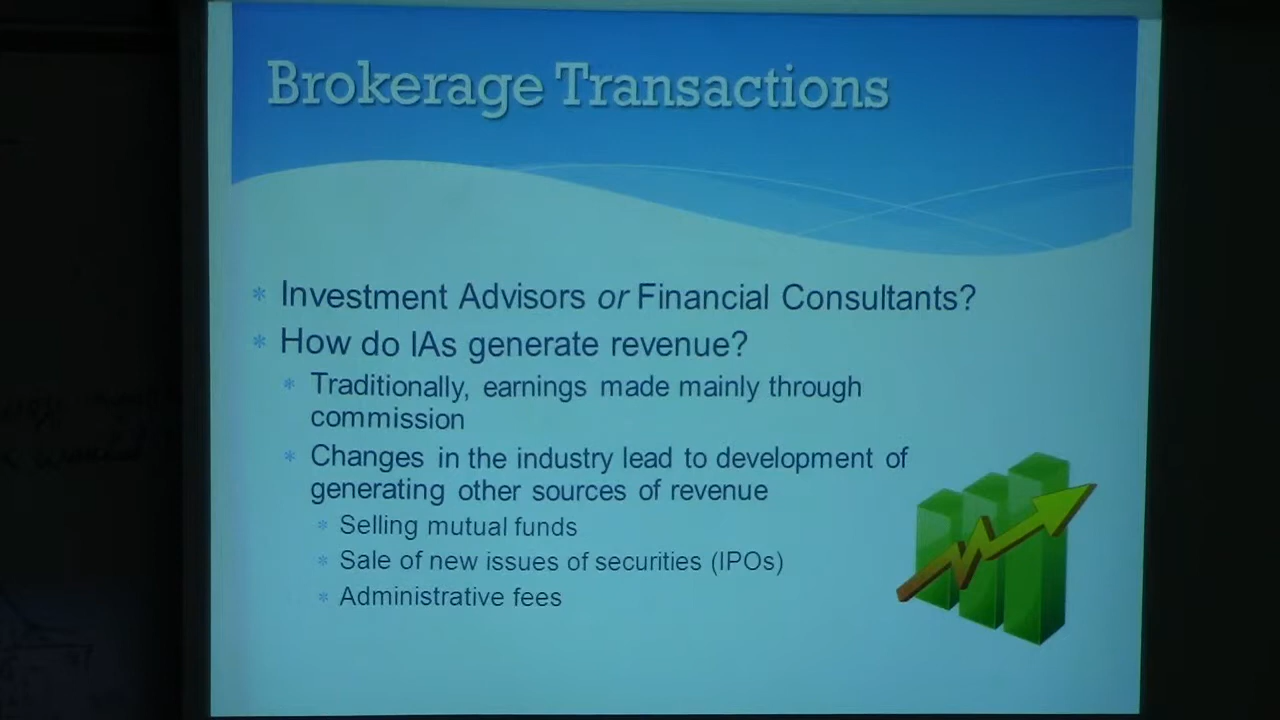 Brokerage Transactions
* Investment Advisors or Financial Consultants?
* How do IAs generate revenue?
* Traditionally, earnings made mainly through
commission
* Changes in the industry lead to development of
generating other sources of revenue
* Selling mutual funds
* Sale of new issues of securities (IPOs)
* Administrative fees